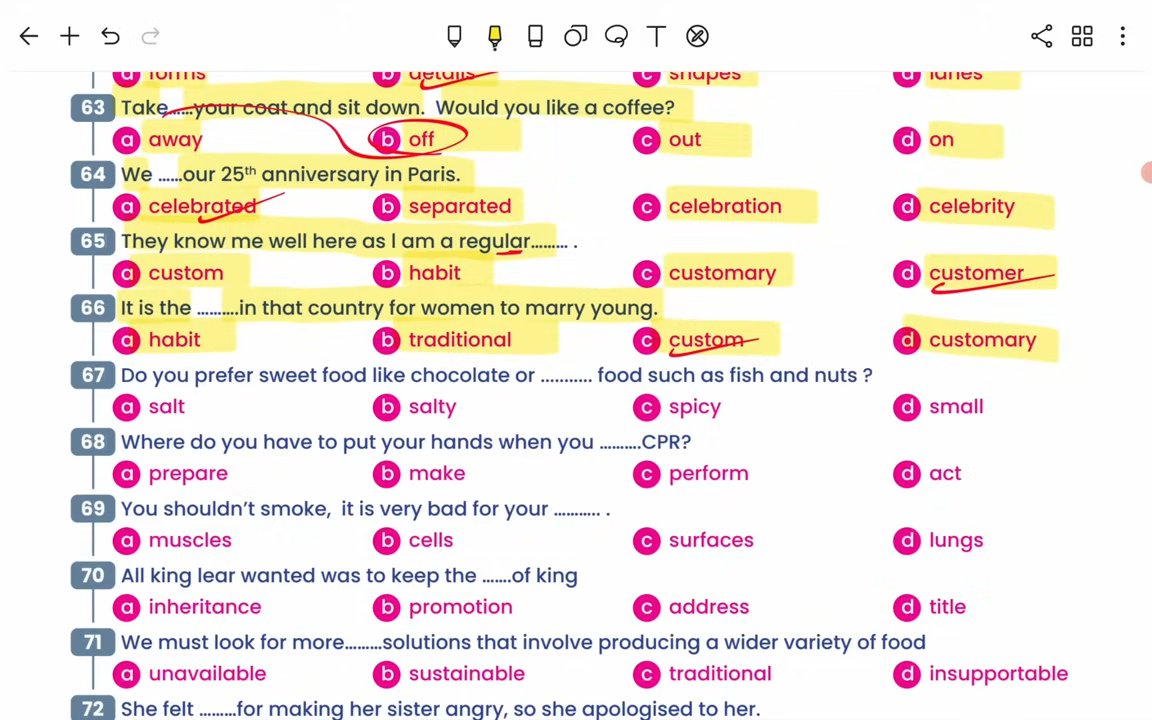 a forms b details c shapes d lanes
63 Take......your coat and sit down. Would you like a coffee?
a away b off c out d on
64 We ......our 25th anniversary in Paris.
a celebrated b separated c celebration d celebrity
65 They know me well here as I am a regular......... .
a custom b habit c customary d customer
66 It is the ..........in that country for women to marry young.
a habit b traditional c custom d customary
67 Do you prefer sweet food like chocolate or ........... food such as fish and nuts ?
a salt b salty c spicy d small
68 Where do you have to put your hands when you ..........CPR?
a prepare b make c perform d act
69 You shouldn't smoke, it is very bad for your ........... .
a muscles b cells c surfaces d lungs
70 All king lear wanted was to keep the .......of king
a inheritance b promotion c address d title
71 We must look for more.........solutions that involve producing a wider variety of food
a unavailable b sustainable c traditional d insupportable
72 She felt .........for making her sister angry, so she apologised to her.